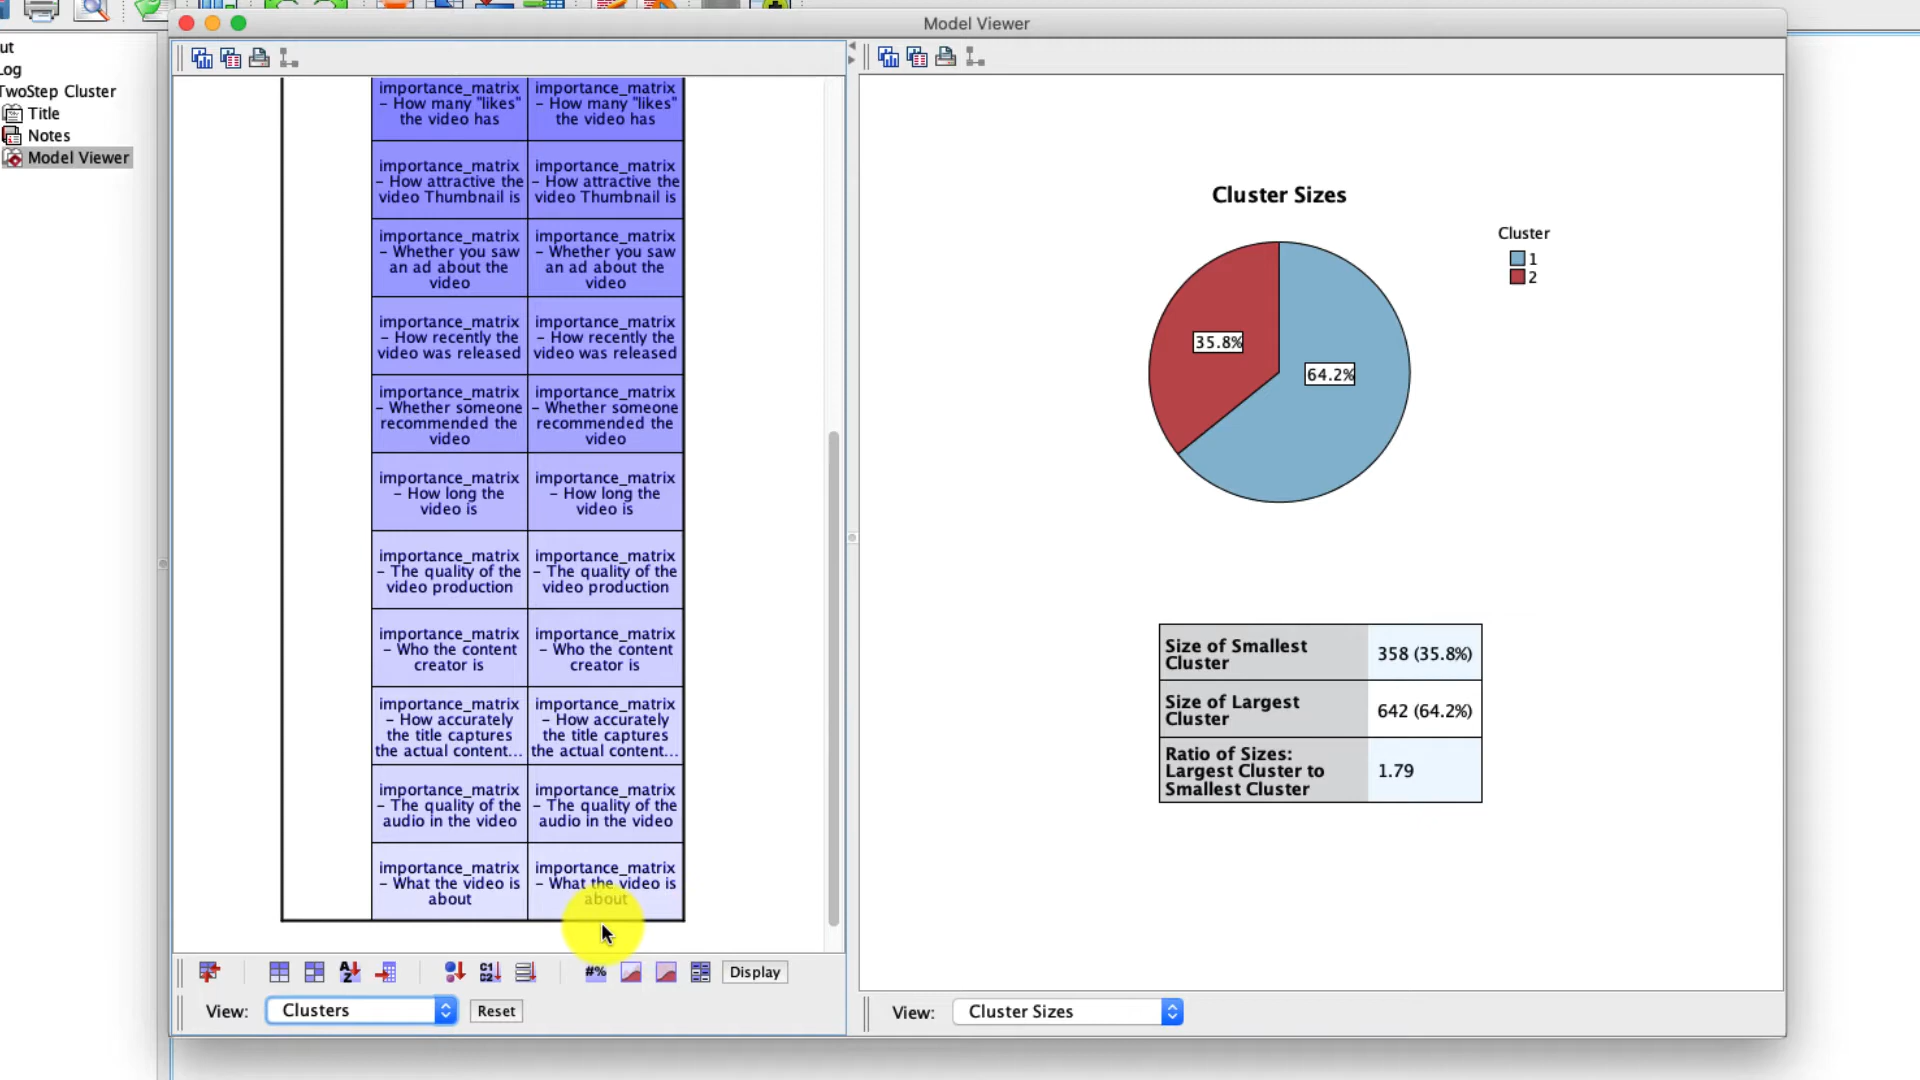 Model Viewer
ut
Log
TwoStep Cluster
Title
Notes
Model Viewer
importance_matrix
– How many "likes"
the video has
importance_matrix
– How many "likes"
the video has
importance_matrix
– How attractive the
video Thumbnail is
importance_matrix
– How attractive the
video Thumbnail is
importance_matrix
– Whether you saw
an ad about the
video
importance_matrix
– Whether you saw
an ad about the
video
importance_matrix
– How recently the
video was released
importance_matrix
– How recently the
video was released
importance_matrix
– Whether someone
recommended the
video
importance_matrix
– Whether someone
recommended the
video
importance_matrix
– How long the
video is
importance_matrix
– How long the
video is
importance_matrix
– The quality of the
video production
importance_matrix
– The quality of the
video production
importance_matrix
– Who the content
creator is
importance_matrix
– Who the content
creator is
importance_matrix
– How accurately
the title captures
the actual content...
importance_matrix
– How accurately
the title captures
the actual content...
importance_matrix
– The quality of the
audio in the video
importance_matrix
– The quality of the
audio in the video
importance_matrix
– What the video is
about
importance_matrix
– What the video is
about
#%
Display
View:
Clusters
Reset
Cluster Sizes
Cluster
1
2
35.8%
64.2%
Size of Smallest
Cluster
358 (35.8%)
Size of Largest
Cluster
642 (64.2%)
Ratio of Sizes:
Largest Cluster to
Smallest Cluster
1.79
View:
Cluster Sizes